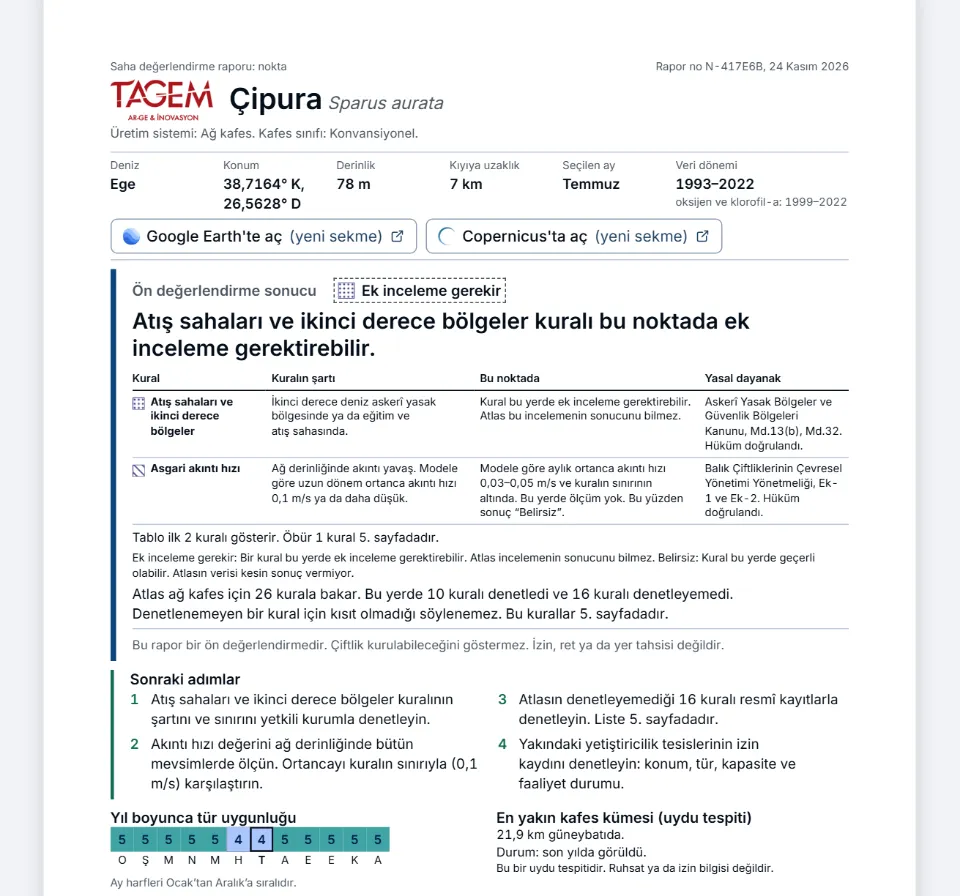 Saha değerlendirme raporu: nokta
Rapor no N-417E6B, 24 Kasım 2026
TAGEM
AR-GE & İNOVASYON
Çipura Sparus aurata
Üretim sistemi: Ağ kafes. Kafes sınıfı: Konvansiyonel.
Deniz
Ege
Konum
38,7164° K,
26,5628° D
Derinlik
78 m
Kıyıya uzaklık
7 km
Seçilen ay
Temmuz
Veri dönemi
1993–2022
oksijen ve klorofil-a: 1999–2022
Google Earth'te aç (yeni sekme)
Copernicus'ta aç (yeni sekme)
Ön değerlendirme sonucu
Ek inceleme gerekir
Atış sahaları ve ikinci derece bölgeler kuralı bu noktada ek
inceleme gerektirebilir.
Kural
Kuralın şartı
Bu noktada
Yasal dayanak
Atış sahaları ve
ikinci derece
bölgeler
İkinci derece deniz askerî yasak
bölgesinde ya da eğitim ve
atış sahasında.
Kural bu yerde ek inceleme gerektirebilir.
Atlas bu incelemenin sonucunu bilmez.
Askerî Yasak Bölgeler ve
Güvenlik Bölgeleri
Kanunu, Md.13(b), Md.32.
Hüküm doğrulandı.
Asgari akıntı hızı
Ağ derinliğinde akıntı yavaş. Modele
göre uzun dönem ortanca akıntı hızı
0,1 m/s ya da daha düşük.
Modele göre aylık ortanca akıntı hızı
0,03–0,05 m/s ve kuralın sınırının
altında. Bu yerde ölçüm yok. Bu yüzden
sonuç “Belirsiz”.
Balık Çiftliklerinin Çevresel
Yönetimi Yönetmeliği, Ek-
1 ve Ek-2. Hüküm
doğrulandı.
Tablo ilk 2 kuralı gösterir. Öbür 1 kural 5. sayfadadır.
Ek inceleme gerekir: Bir kural bu yerde ek inceleme gerektirebilir. Atlas incelemenin sonucunu bilmez. Belirsiz: Kural bu yerde geçerli
olabilir. Atlasın verisi kesin sonuç vermiyor.
Atlas ağ kafes için 26 kurala bakar. Bu yerde 10 kuralı denetledi ve 16 kuralı denetleyemedi.
Denetlenemeyen bir kural için kısıt olmadığı söylenemez. Bu kurallar 5. sayfadadır.
Bu rapor bir ön değerlendirmedir. Çiftlik kurulabileceğini göstermez. İzin, ret ya da yer tahsisi değildir.
Sonraki adımlar
1 Atış sahaları ve ikinci derece bölgeler kuralının
şartını ve sınırını yetkili kurumla denetleyin.
2 Akıntı hızı değerini ağ derinliğinde bütün
mevsimlerde ölçün. Ortancayı kuralın sınırıyla (0,1
m/s) karşılaştırın.
3 Atlasın denetleyemediği 16 kuralı resmî kayıtlarla
denetleyin. Liste 5. sayfadadır.
4 Yakındaki yetiştiricilik tesislerinin izin
kaydını denetleyin: konum, tür, kapasite ve
faaliyet durumu.
Yıl boyunca tür uygunluğu
5 5 5 5 5 4 4 5 5 5 5 5
O Ş M N M H T A E E K A
Ay harfleri Ocak’tan Aralık’a sıralıdır.
En yakın kafes kümesi (uydu tespiti)
21,9 km güneybatıda.
Durum: son yılda görüldü.
Bu bir uydu tespitidir. Ruhsat ya da izin bilgisi değildir.